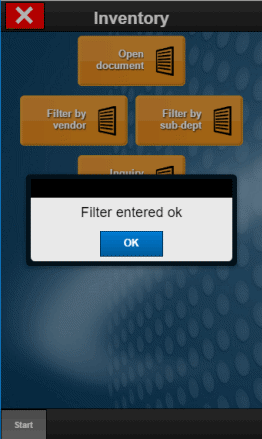 Inventory
Open
document
Filter by
vendor
Filter by
sub-dept
Inquiry
Filter entered ok
OK
Start